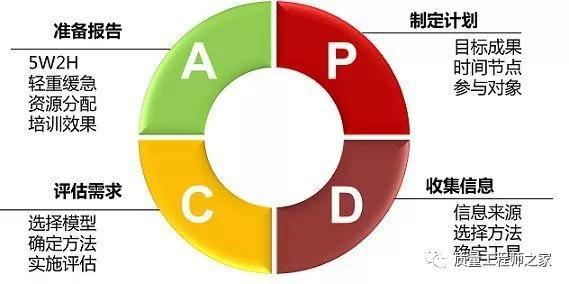 准备报告
5W2H
轻重缓急
资源分配
培训效果
A
P
制定计划
目标成果
时间节点
参与对象
评估需求
选择模型
确定方法
实施评估
C
D
收集信息
信息来源
选择方法
确定工具
质量工程师之家